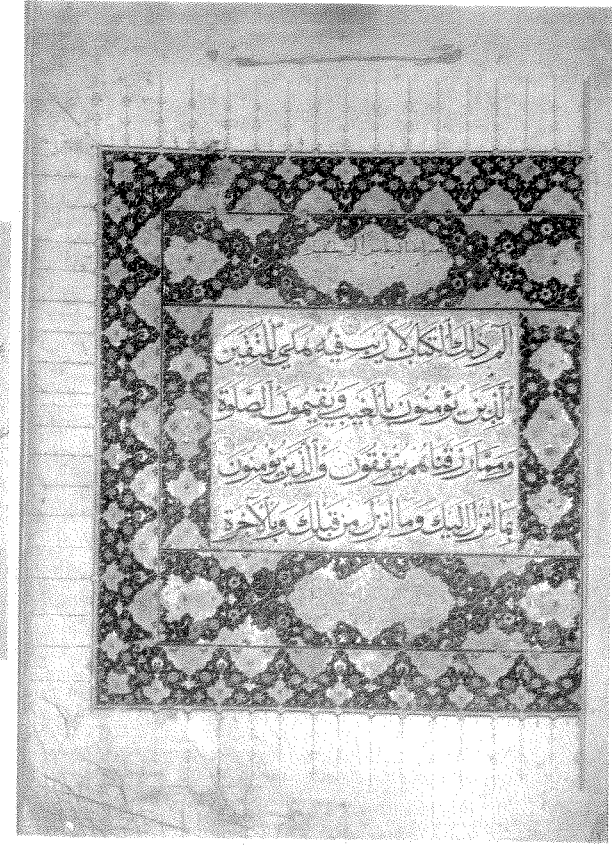 الم ذلك الكتاب لا ريب فيه هدى للمتقين
الذين يؤمنون بالغيب ويقيمون الصلوة
ومما رزقناهم ينفقون والذين يؤمنون
بما انزل اليك وما انزل من قبلك وبالآخرة